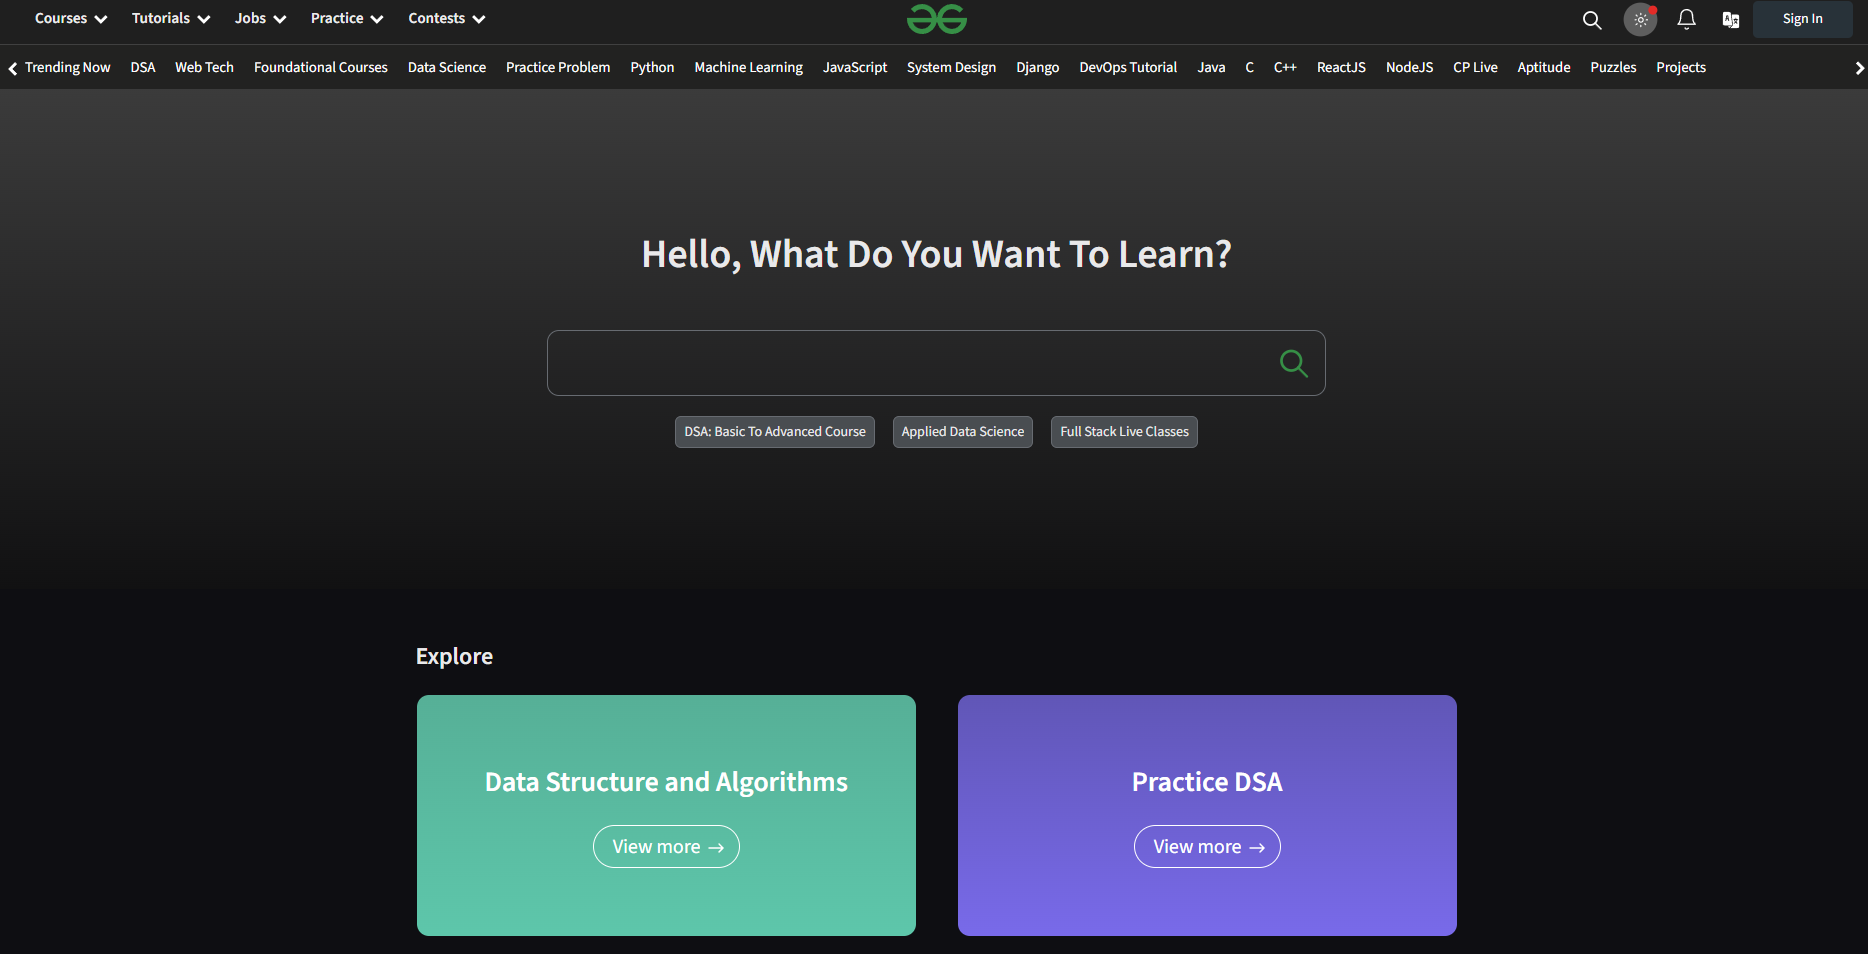 Courses Tutorials Jobs Practice Contests Sign In
Trending Now DSA Web Tech Foundational Courses Data Science Practice Problem Python Machine Learning JavaScript System Design Django DevOps Tutorial Java C C++ ReactJS NodeJS CP Live Aptitude Puzzles Projects
Hello, What Do You Want To Learn?
DSA: Basic To Advanced Course Applied Data Science Full Stack Live Classes
Explore
Data Structure and Algorithms
View more →
Practice DSA
View more →